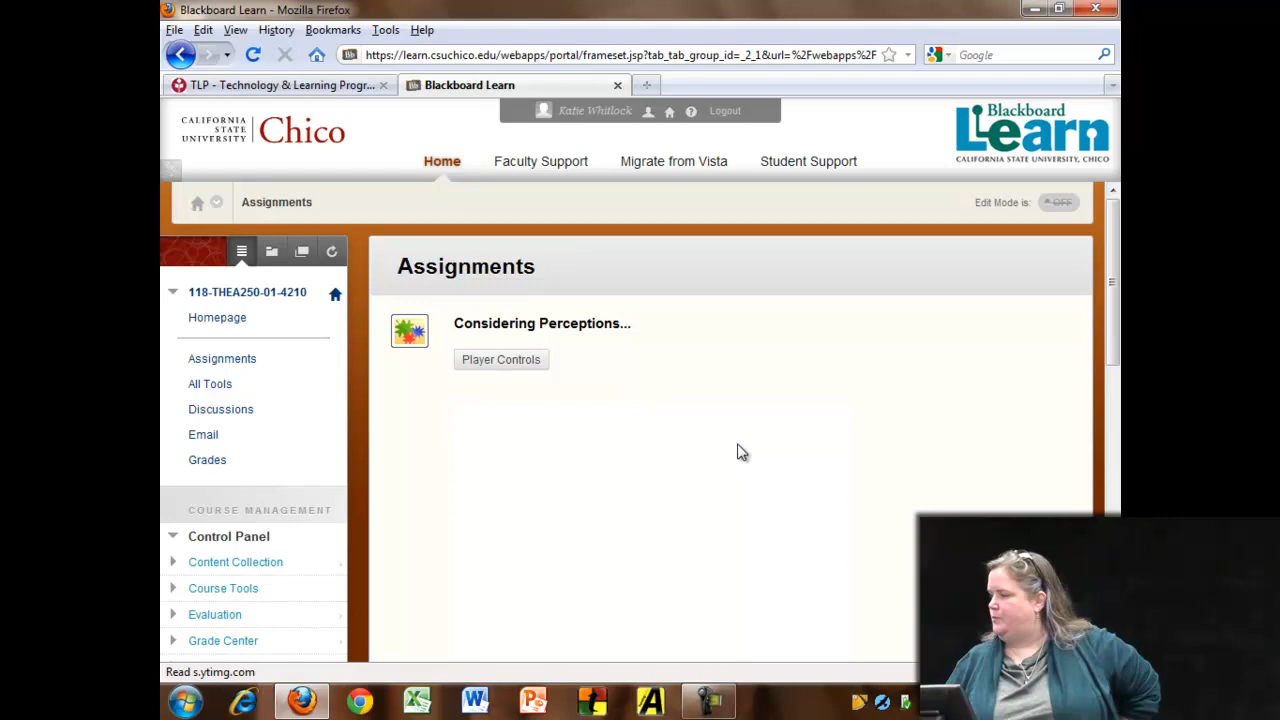 Blackboard Learn - Mozilla Firefox
File Edit View History Bookmarks Tools Help
https://learn.csuchico.edu/webapps/portal/frameset.jsp?tab_tab_group_id=_2_1&url=%2Fwebapps%2F
Google
TLP - Technology & Learning Progr...
Blackboard Learn
Katie Whitlock Logout
CALIFORNIA
STATE
UNIVERSITY
Chico
Blackboard
Learn
CALIFORNIA STATE UNIVERSITY, CHICO
Home Faculty Support Migrate from Vista Student Support
Assignments
Edit Mode is: OFF
118-THEA250-01-4210
Homepage
Assignments
All Tools
Discussions
Email
Grades
COURSE MANAGEMENT
Control Panel
Content Collection
Course Tools
Evaluation
Grade Center
Assignments
Considering Perceptions...
Player Controls
Read s.ytimg.com